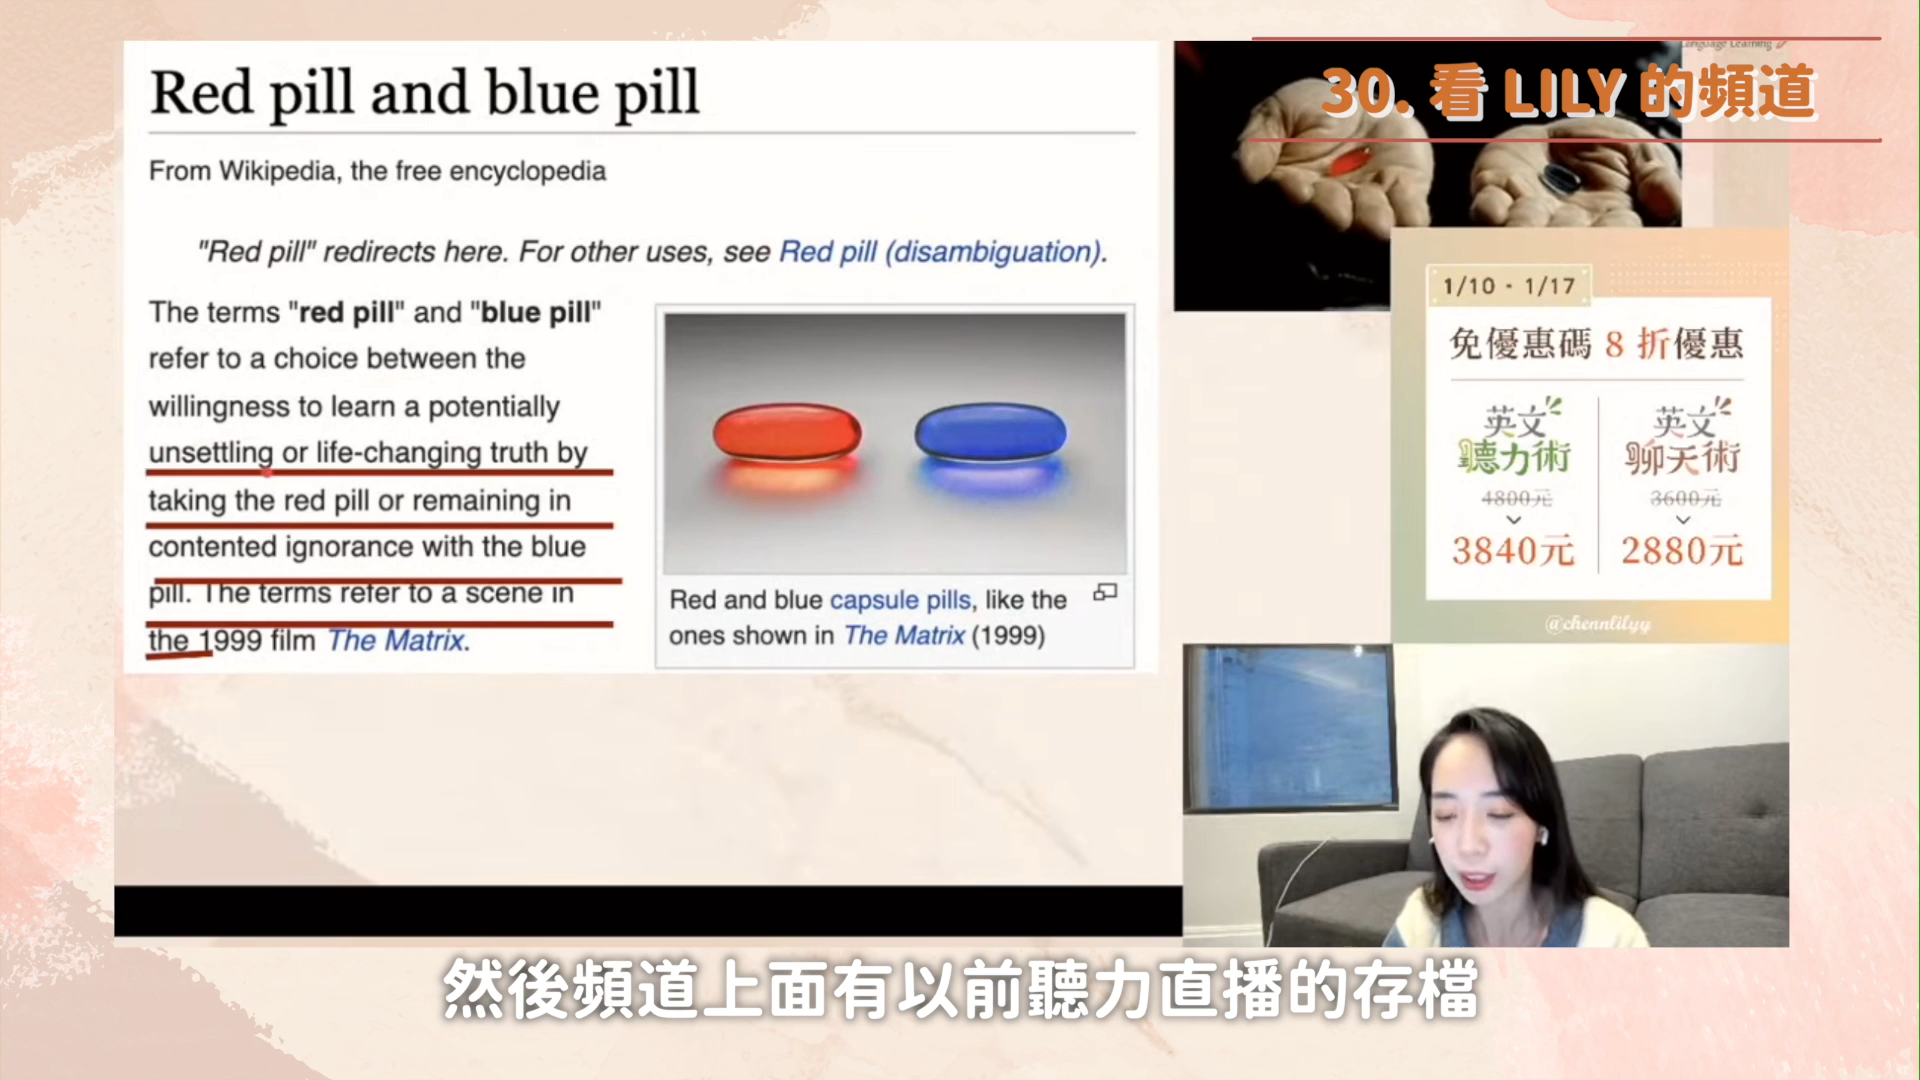 Red pill and blue pill
From Wikipedia, the free encyclopedia
"Red pill" redirects here. For other uses, see Red pill (disambiguation).
The terms "red pill" and "blue pill"
refer to a choice between the
willingness to learn a potentially
unsettling or life-changing truth by
taking the red pill or remaining in
contented ignorance with the blue
pill. The terms refer to a scene in
the 1999 film The Matrix.
Red and blue capsule pills, like the
ones shown in The Matrix (1999)
Language Learning
30. 看 LILY 的頻道
1/10 - 1/17
免優惠碼 8 折優惠
英文
聽力術
4800元
3840元
英文
聊天術
3600元
2880元
@chennlilyy
然後頻道上面有以前聽力直播的存檔